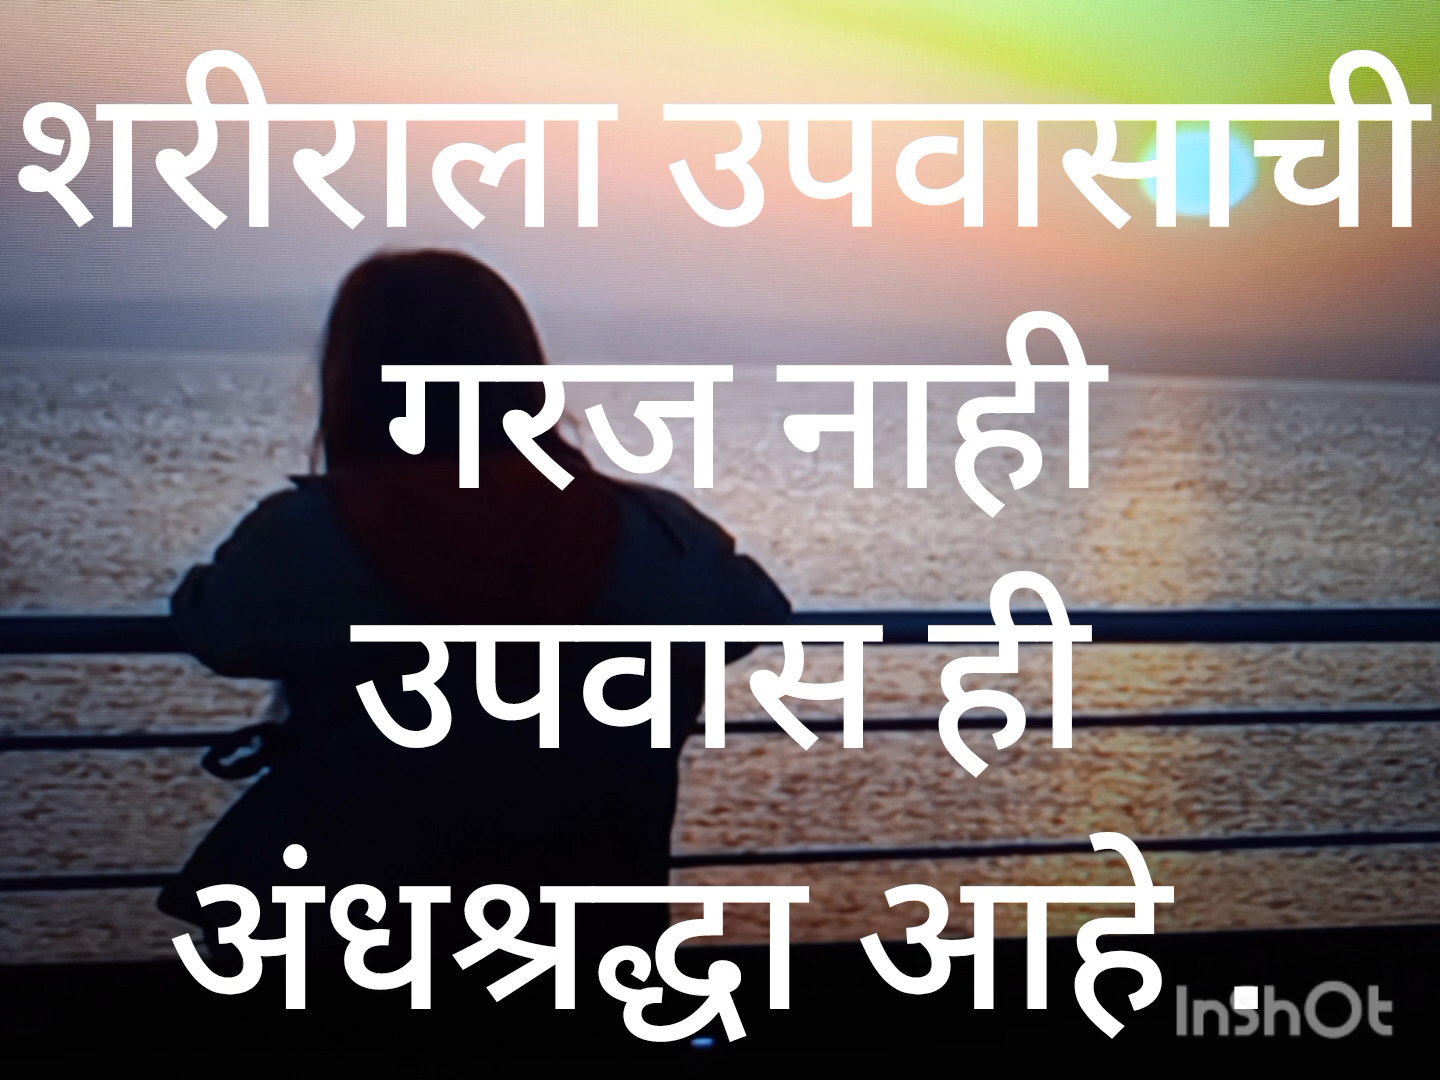 शरीराला उपवासाची
गरज नाही
उपवास ही
अंधश्रद्धा आहे .
InShOt